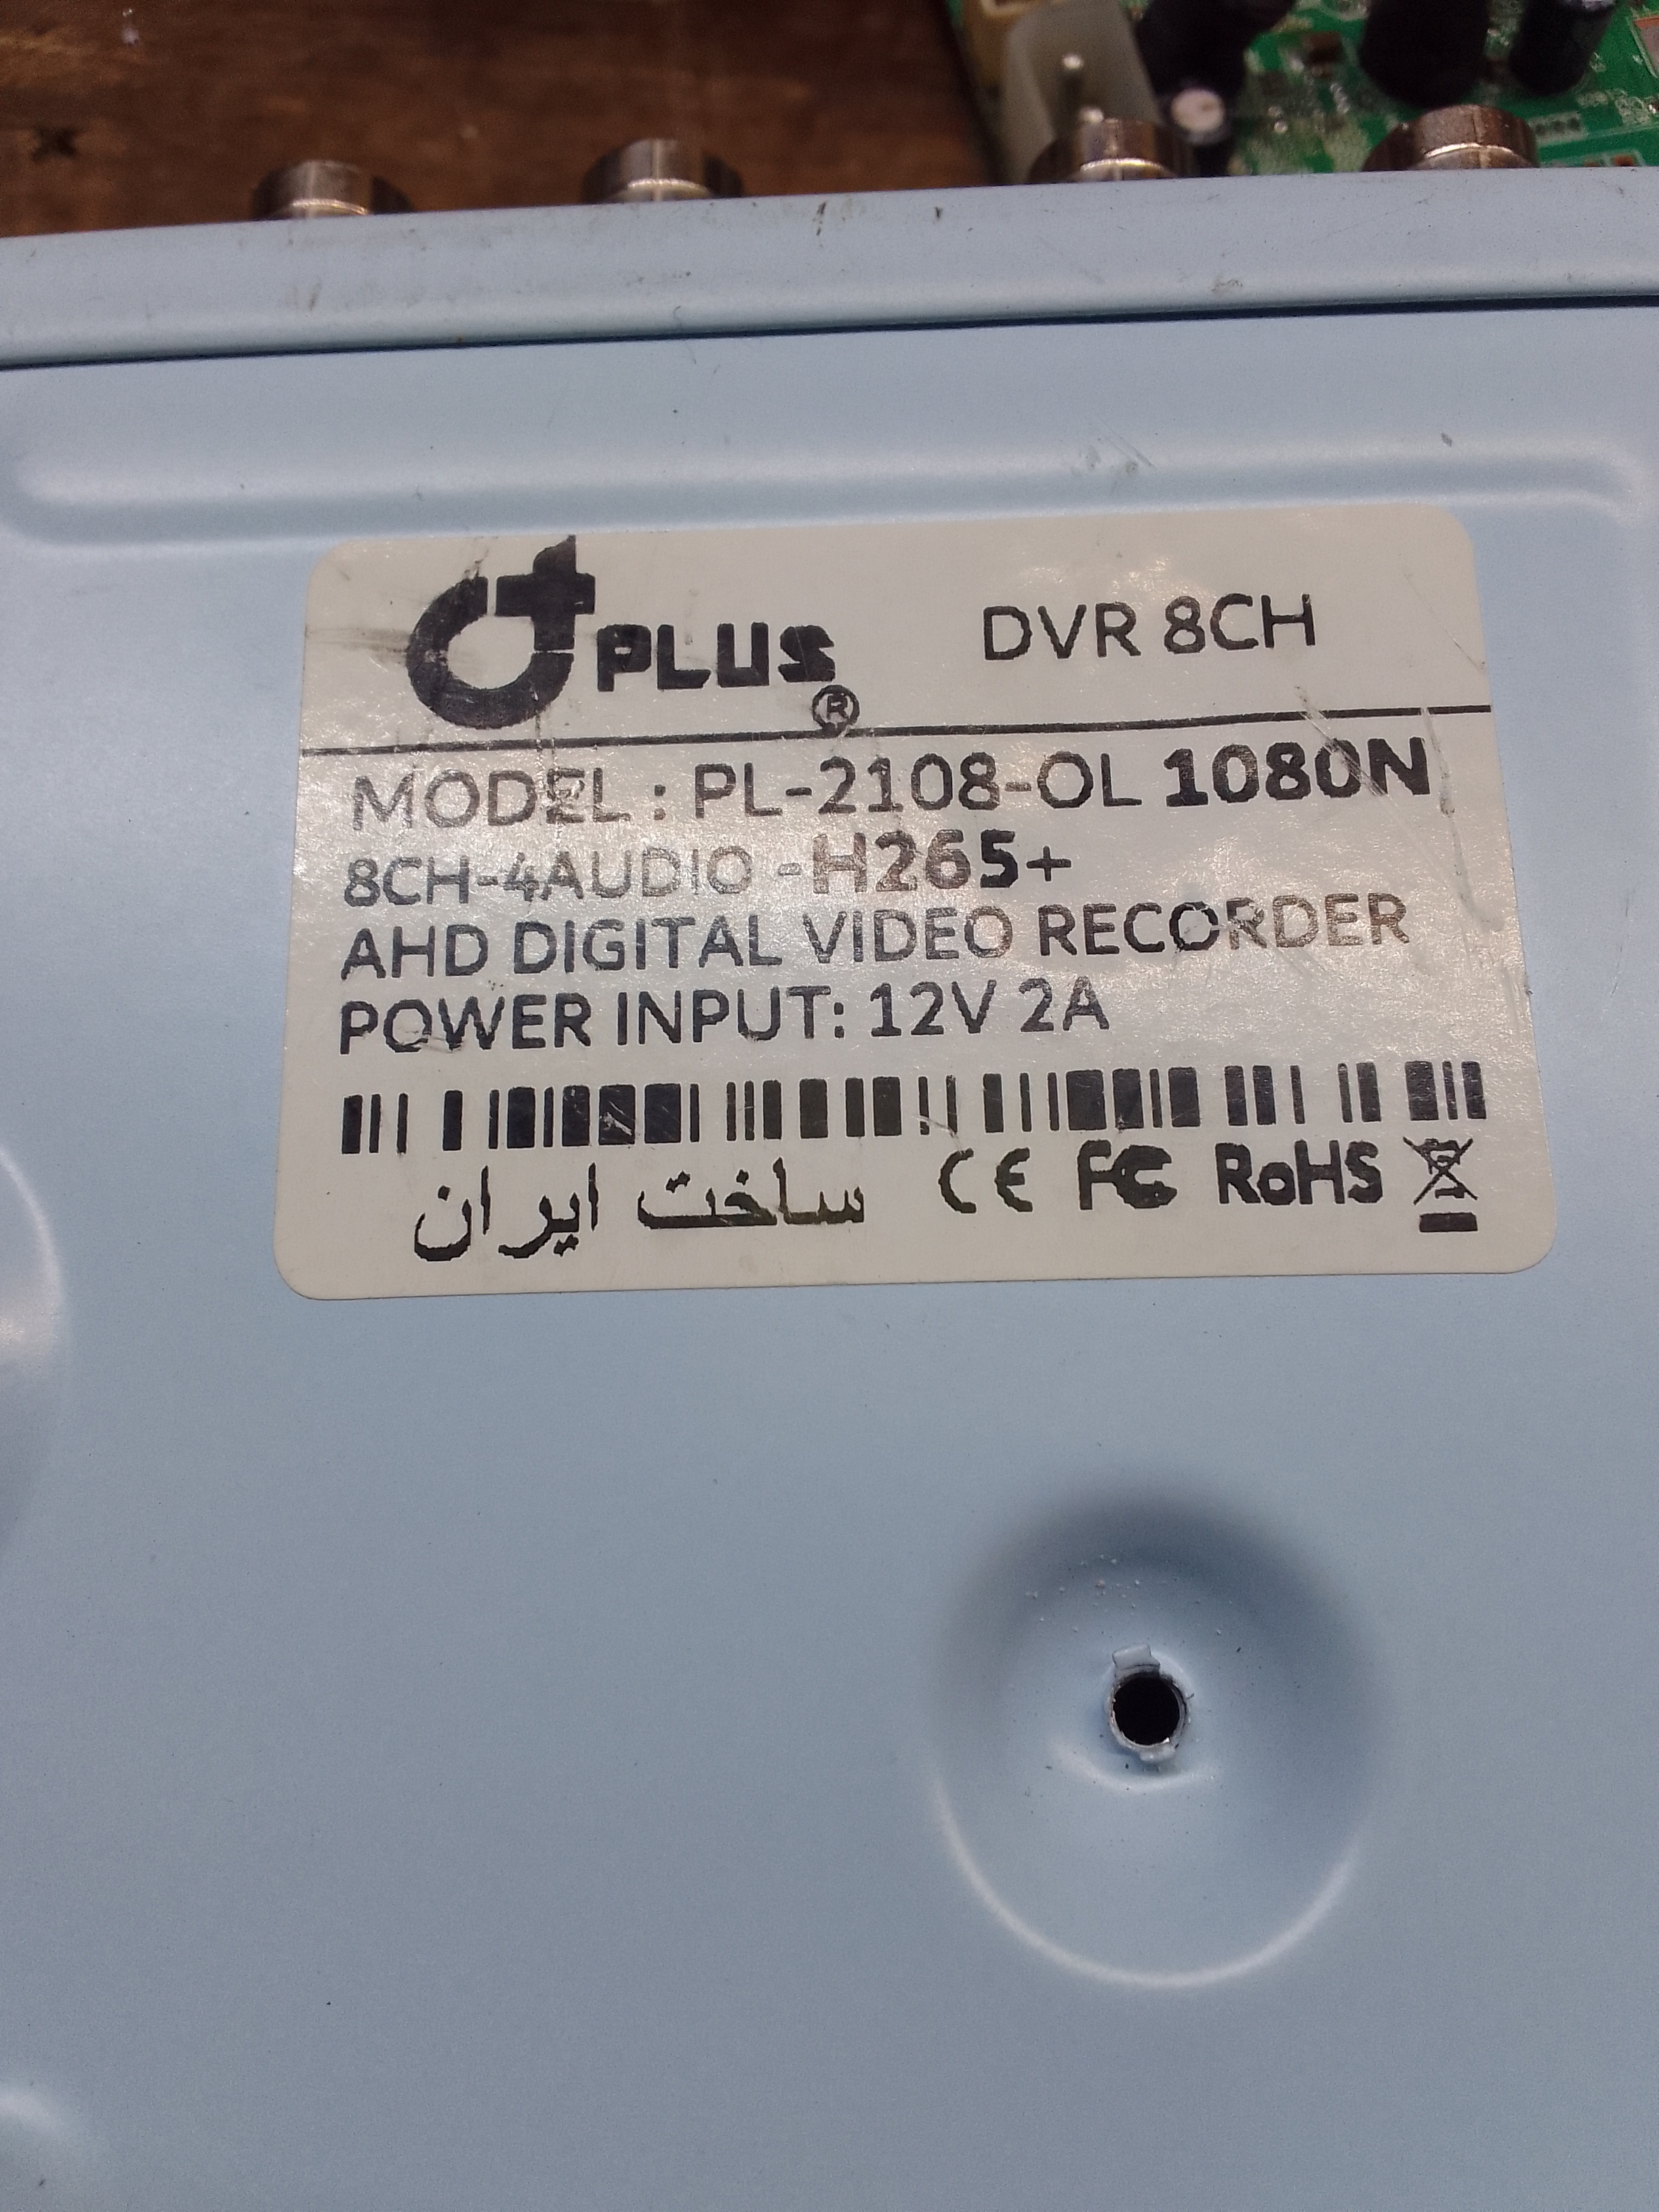 PLUS ® DVR 8CH
MODEL : PL-2108-OL 1080N
8CH-4AUDIO -H265+
AHD DIGITAL VIDEO RECORDER
POWER INPUT: 12V 2A
ساخت ایران CE FC RoHS